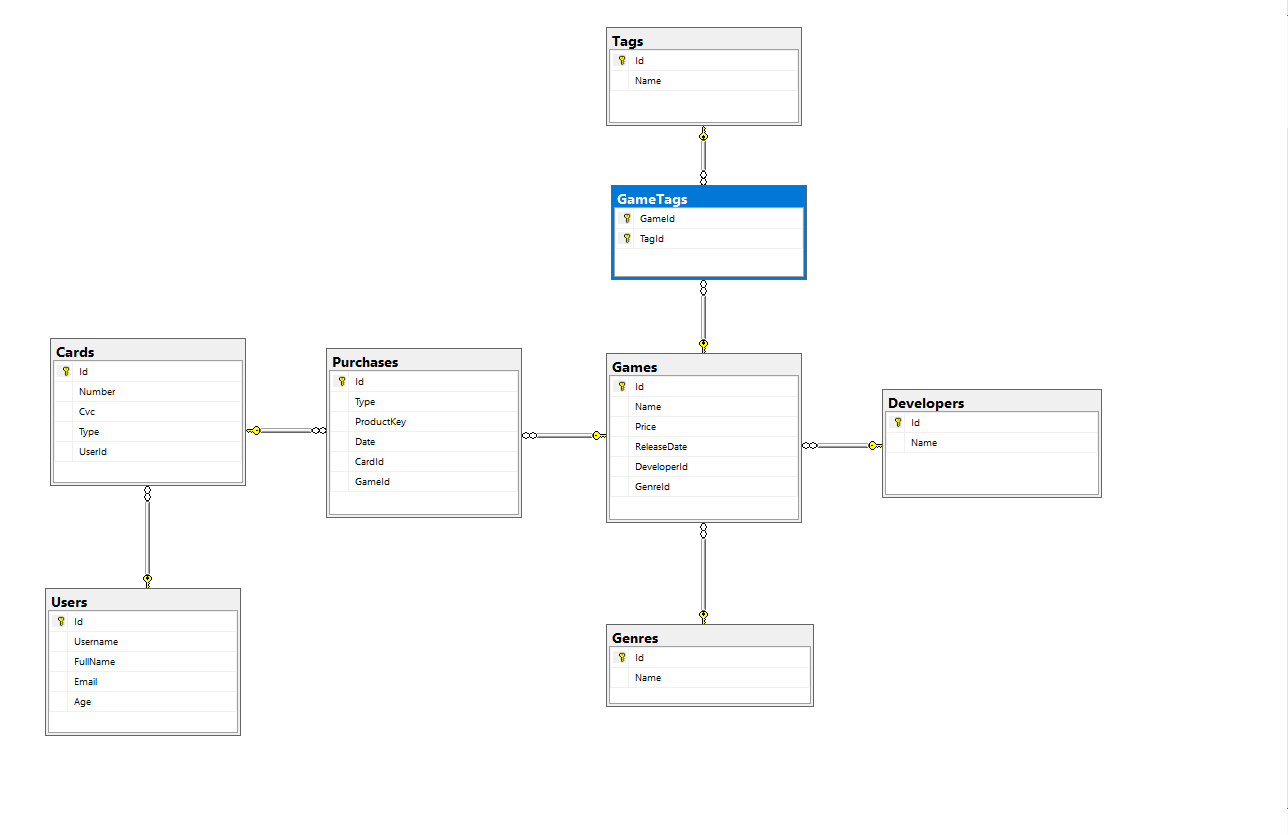 Tags
Id
Name
GameTags
GameId
TagId
Cards
Id
Number
Cvc
Type
UserId
Purchases
Id
Type
ProductKey
Date
CardId
GameId
Games
Id
Name
Price
ReleaseDate
DeveloperId
GenreId
Developers
Id
Name
Users
Id
Username
FullName
Email
Age
Genres
Id
Name